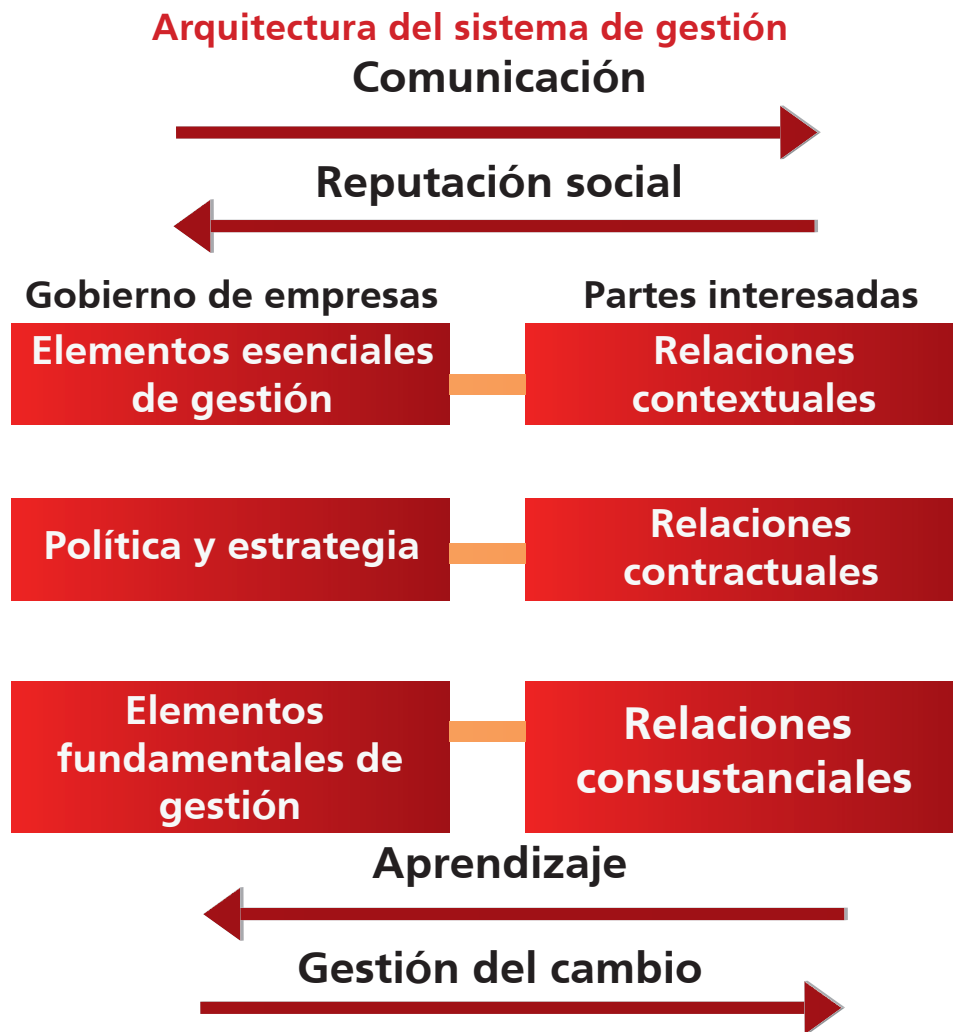 Arquitectura del sistema de gestión
Comunicación
Reputación social
Gobierno de empresas
Partes interesadas
Elementos esenciales
de gestión
Relaciones
contextuales
Política y estrategia
Relaciones
contractuales
Elementos
fundamentales de
gestión
Relaciones
consustanciales
Aprendizaje
Gestión del cambio